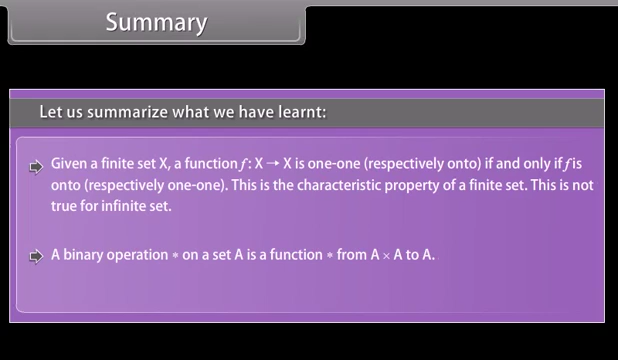 Summary
Let us summarize what we have learnt:
Given a finite set X, a function f : X → X is one-one (respectively onto) if and only if f is
onto (respectively one-one). This is the characteristic property of a finite set. This is not
true for infinite set.
A binary operation * on a set A is a function * from A × A to A.